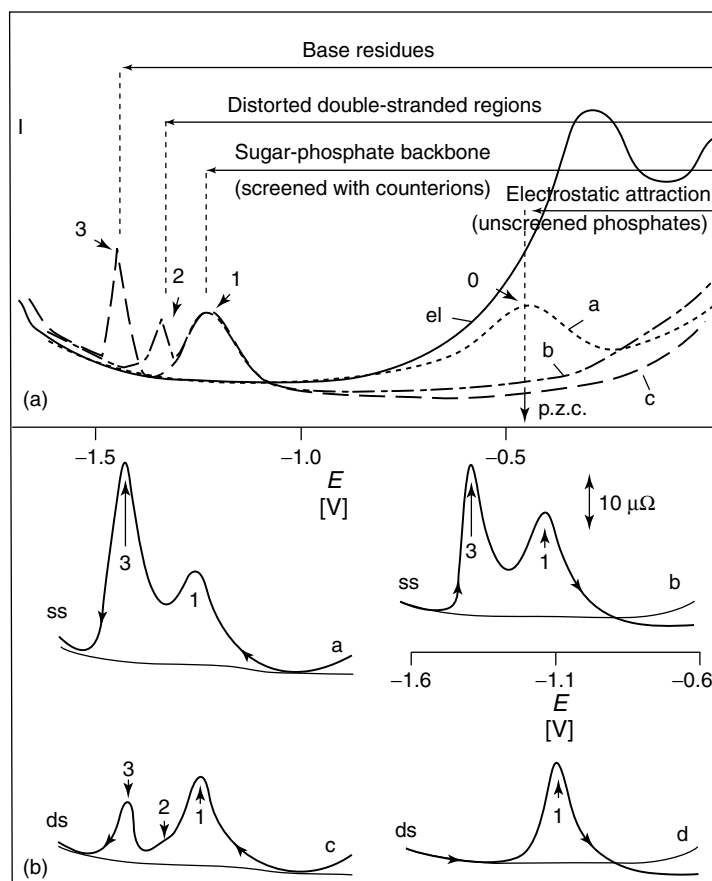 Base residues
I
Distorted double-stranded regions
Sugar-phosphate backbone
(screened with counterions)
Electrostatic attraction
(unscreened phosphates)
3
2
1
0
el
a
b
c
p.z.c.
(a)
−1.5
−1.0
−0.5
E
[V]
10 μΩ
3
1
ss
a
3
1
ss
b
−1.6
−1.1
−0.6
E
[V]
3
2
1
ds
c
1
ds
d
(b)